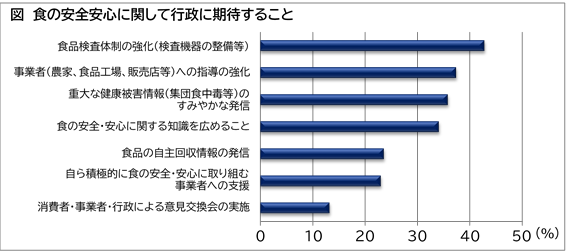 図 食の安全安心に関して行政に期待すること
食品検査体制の強化(検査機器の整備等)
事業者(農家、食品工場、販売店等)への指導の強化
重大な健康被害情報(集団食中毒等)の
すみやかな発信
食の安全・安心に関する知識を広めること
食品の自主回収情報の発信
自ら積極的に食の安全・安心に取り組む
事業者への支援
消費者・事業者・行政による意見交換会の実施
0 10 20 30 40 50 (%)